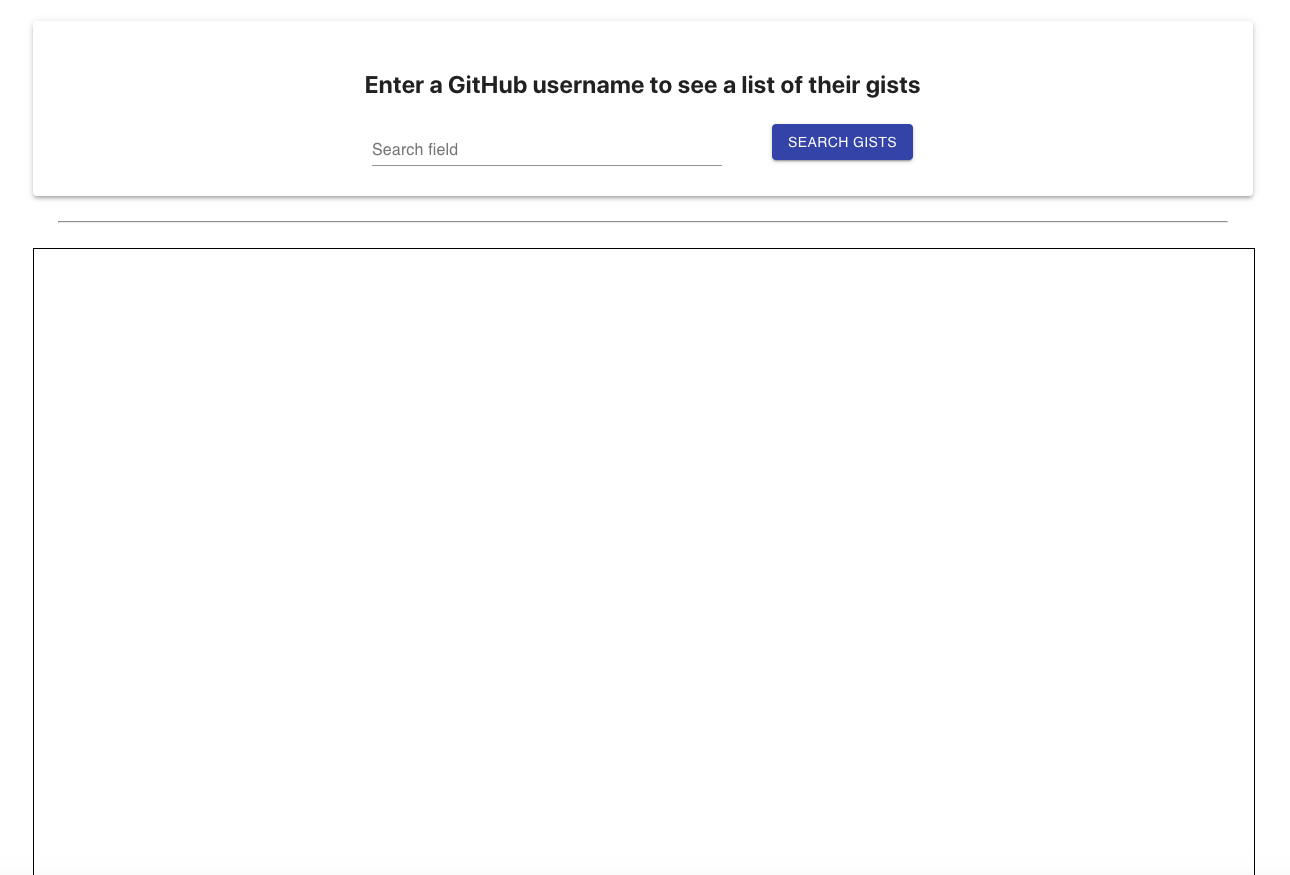 Enter a GitHub username to see a list of their gists
Search field
SEARCH GISTS